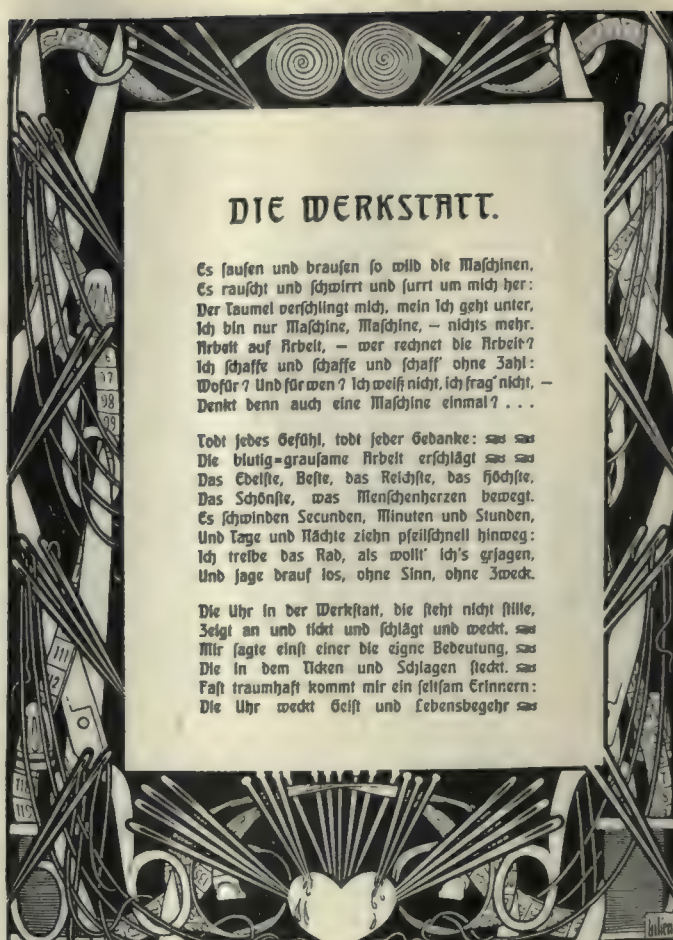 DIE WERKSTATT.
Es ſauſen und brauſen ſo wild die Maſchinen,
Es rauſcht und ſchwirrt und ſurrt um mich her:
Der Taumel verſchlingt mich, mein Ich geht unter,
Ich bin nur Maſchine, Maſchine, – nichts mehr.
Arbeit auf Arbeit, – wer rechnet die Arbeit?
Ich ſchaffe und ſchaffe und ſchaff' ohne Zahl:
Wofür? Und für wen? Ich weiß nicht, ich frag' nicht, –
Denkt denn auch eine Maſchine einmal? . . .
Todt jedes Gefühl, todt jeder Gedanke:
Die blutig=grauſame Arbeit erſchlägt
Das Edelſte, Beſte, das Reichſte, das Höchſte,
Das Schönſte, was Menſchenherzen bewegt.
Es ſchwinden Secunden, Minuten und Stunden,
Und Tage und Nächte ziehn pfeilſchnell hinweg:
Ich treibe das Rad, als wollt' ich's erjagen,
Und jage drauf los, ohne Sinn, ohne Zweck.
Die Uhr in der Werkſtatt, die ſteht nicht ſtille,
Zeigt an und tickt und ſchlägt und weckt.
Mir ſagte einſt einer die eigne Bedeutung,
Die in dem Ticken und Schlagen ſteckt.
Faſt traumhaft kommt mir ein ſeltſam Erinnern:
Die Uhr weckt Geiſt und Lebensbegehr
97
98
111
118
119